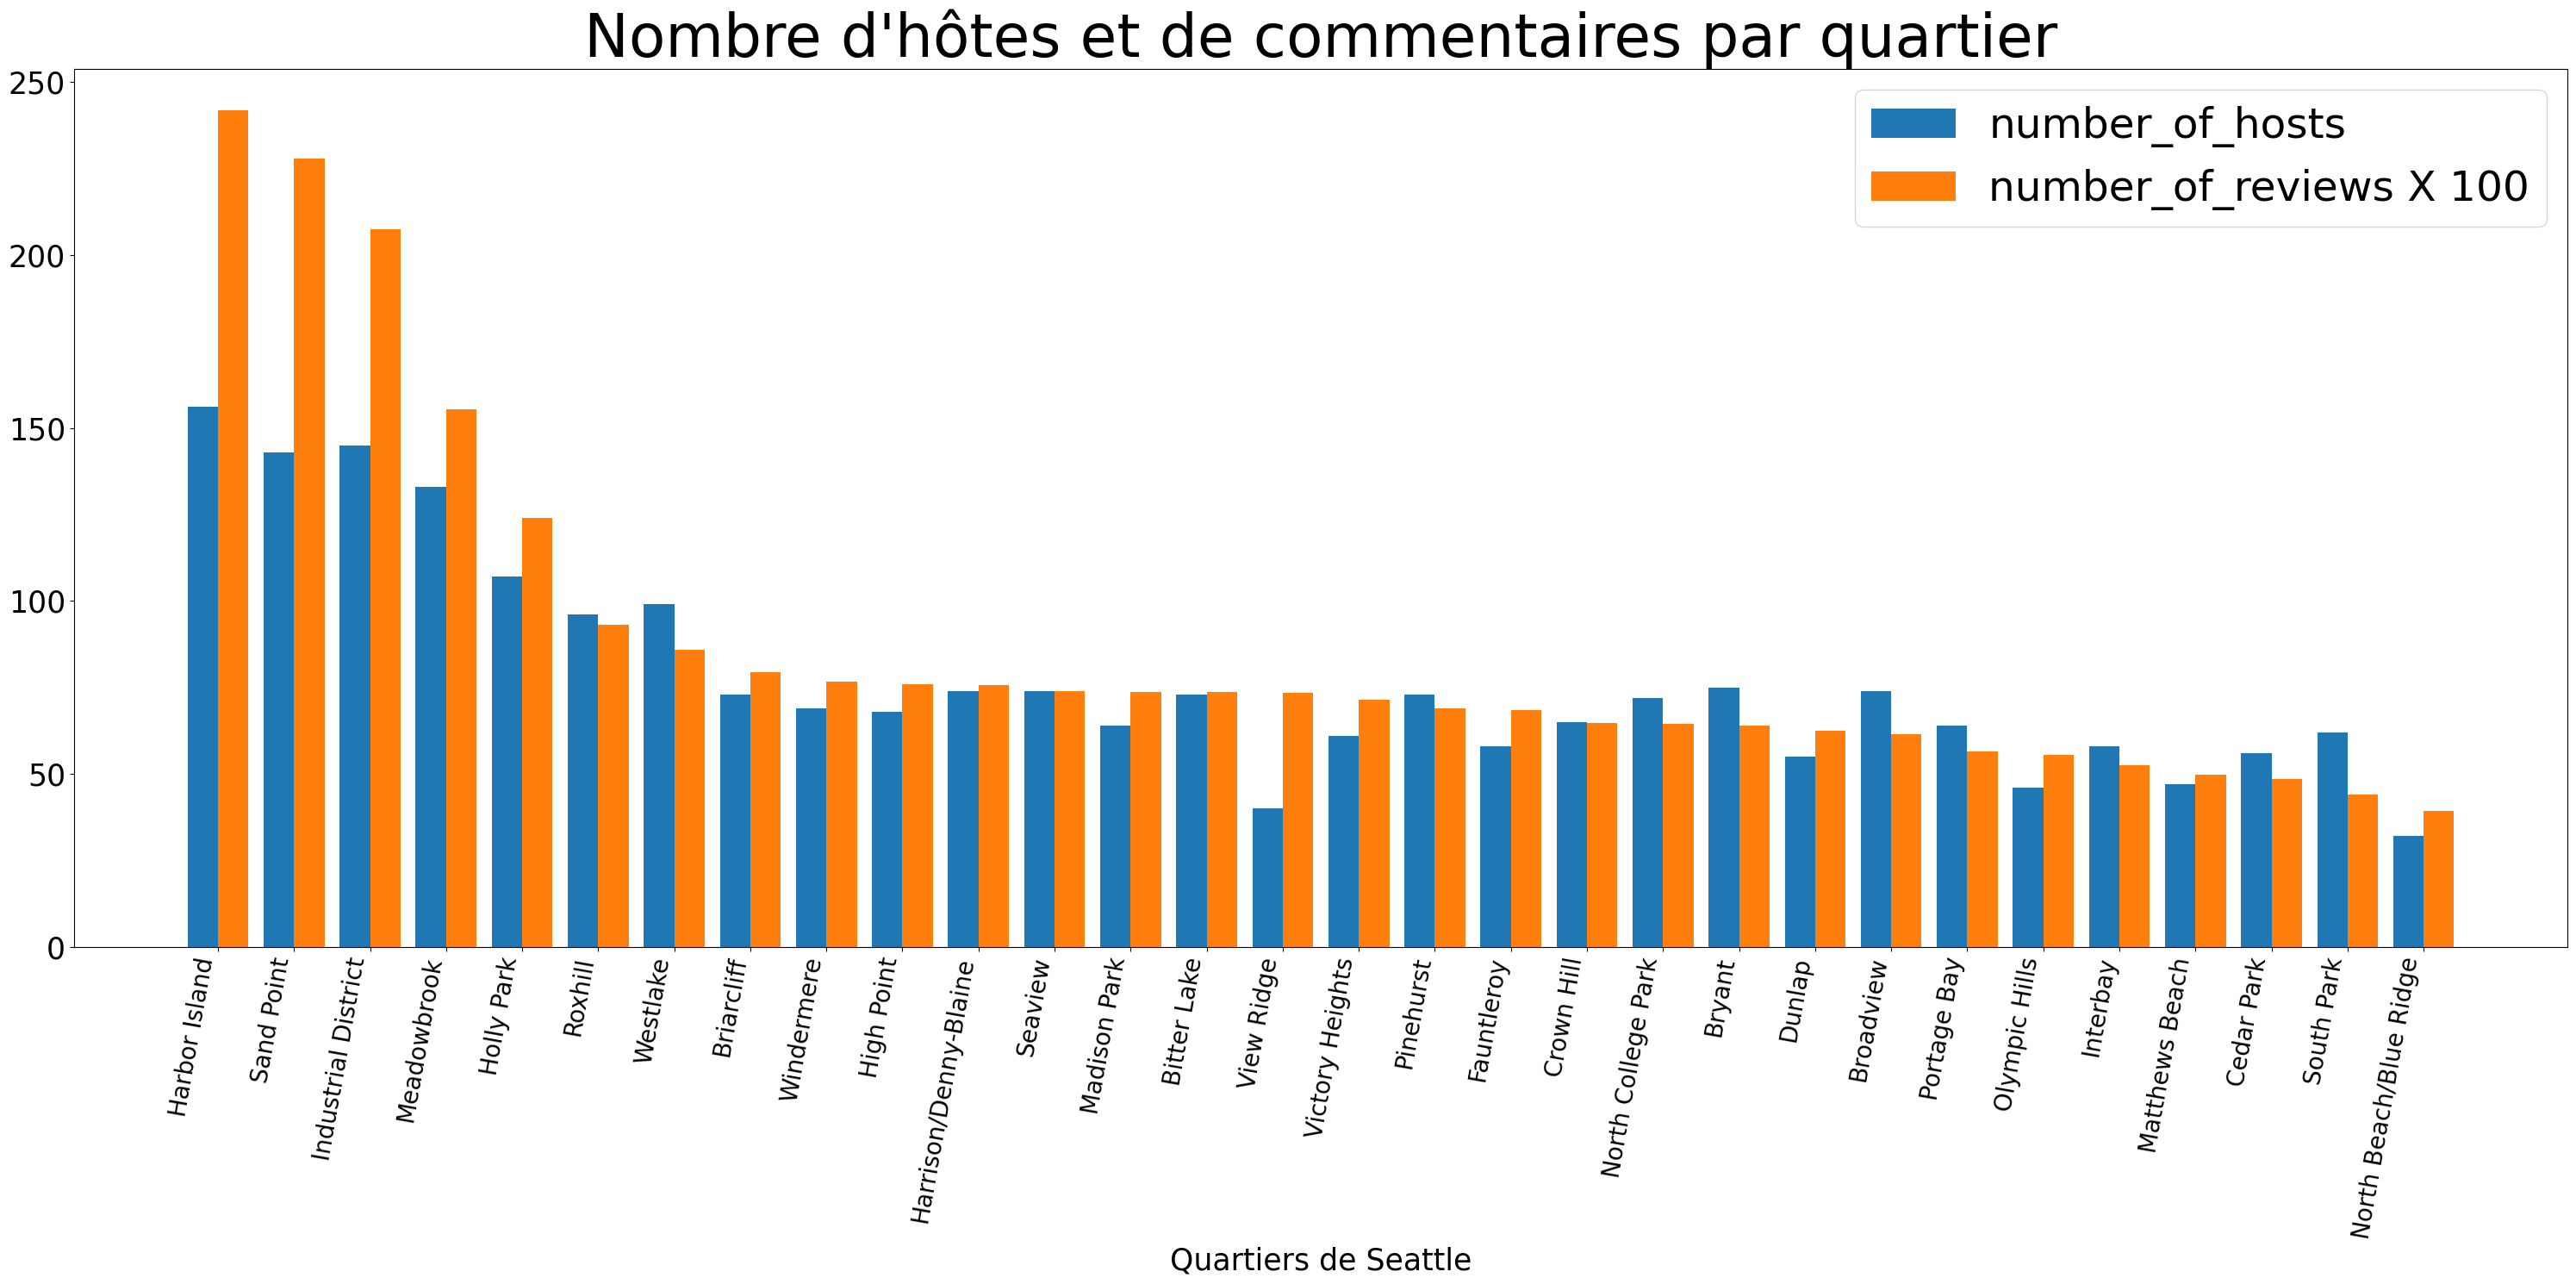 Nombre d'hôtes et de commentaires par quartier
250
200
150
100
50
0
number_of_hosts
number_of_reviews X 100
Harbor Island
Sand Point
Industrial District
Meadowbrook
Holly Park
Roxhill
Westlake
Briarcliff
Windermere
High Point
Harrison/Denny-Blaine
Seaview
Madison Park
Bitter Lake
View Ridge
Victory Heights
Pinehurst
Fauntleroy
Crown Hill
North College Park
Bryant
Dunlap
Broadview
Portage Bay
Olympic Hills
Interbay
Matthews Beach
Cedar Park
South Park
North Beach/Blue Ridge
Quartiers de Seattle